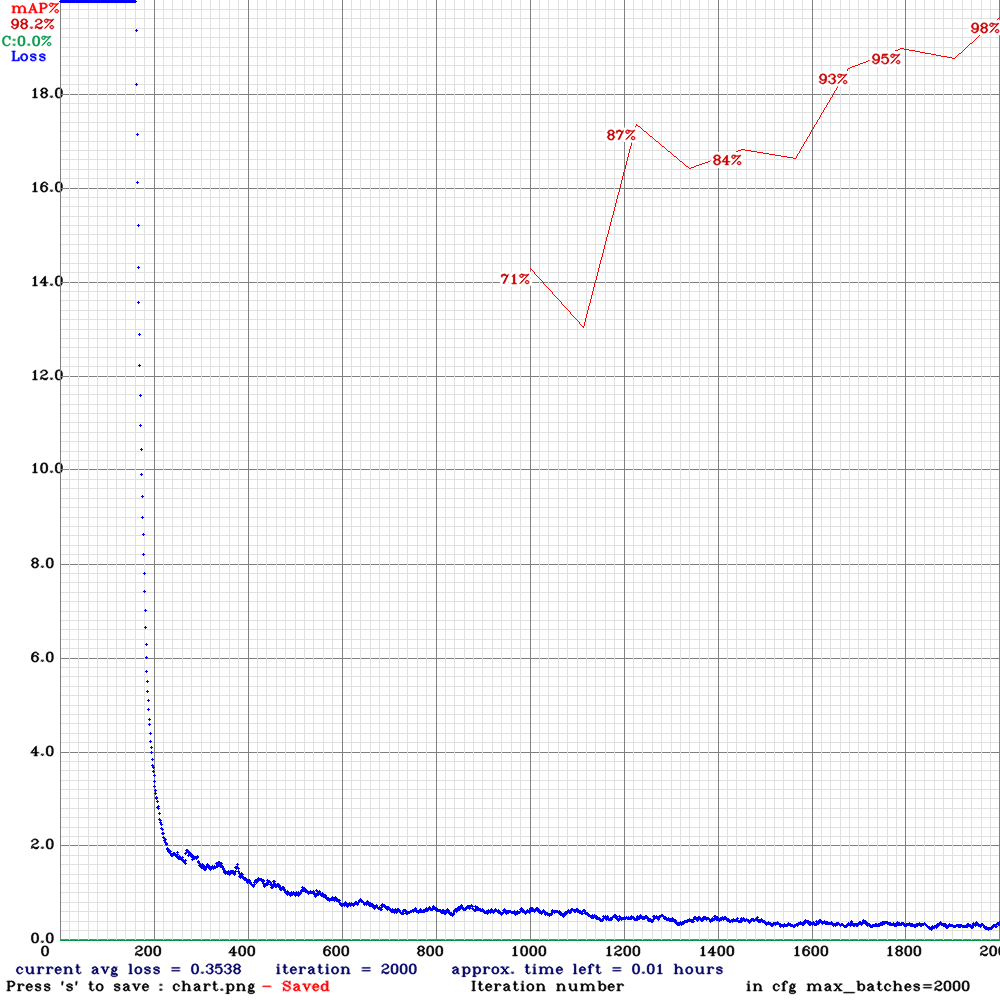 mAP%
98.2%
C:0.0%
Loss
98%
95%
93%
18.0
87%
84%
16.0
14.0
71%
12.0
10.0
8.0
6.0
4.0
2.0
0.0
0 200 400 600 800 1000 1200 1400 1600 1800 200
current avg loss = 0.3538 iteration = 2000 approx. time left = 0.01 hours
Press 's' to save : chart.png - Saved Iteration number in cfg max_batches=2000